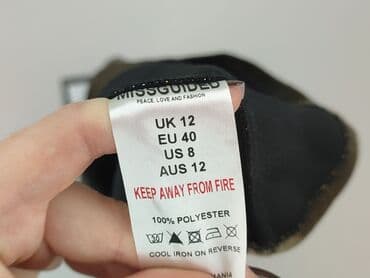 MISSGUIDED
PEACE, LOVE AND FASHION
UK 12
EU 40
US 8
AUS 12
KEEP AWAY FROM FIRE
100% POLYESTER
COOL IRON ON REVERSE